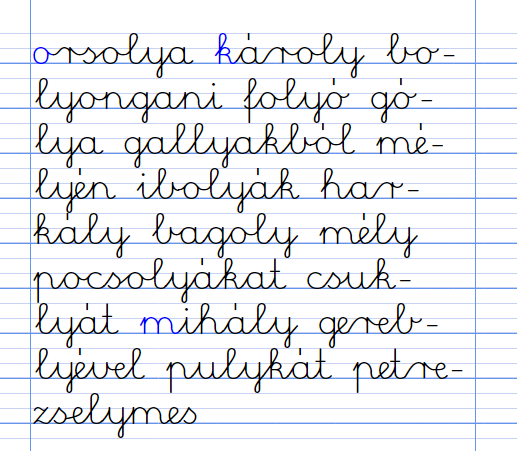 orsolya károly bo-
lyongani folyó gó-
lya gallyakból mé-
lyén ibolyák har-
kály bagoly mély
pocsolyákat csuk-
lyát mihály gereb-
lyével pulykát petre-
zselymes